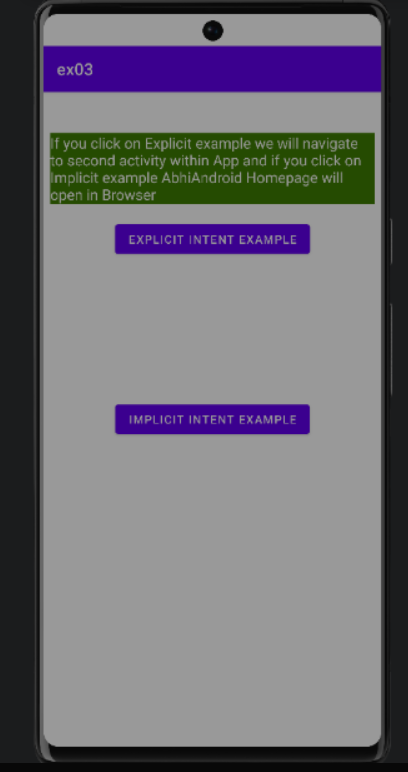 ex03
If you click on Explicit example we will navigate
to second activity within App and if you click on
Implicit example AbhiAndroid Homepage will
open in Browser
EXPLICIT INTENT EXAMPLE
IMPLICIT INTENT EXAMPLE